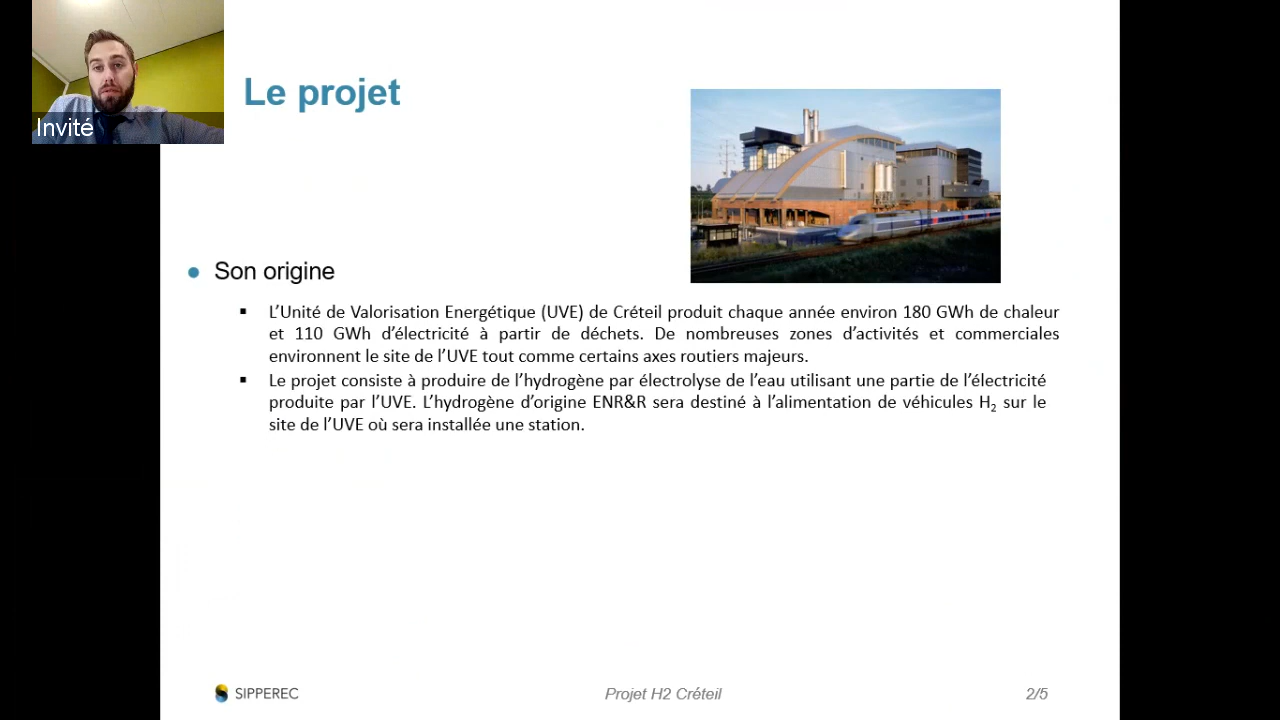 Invité
Le projet
Son origine
L'Unité de Valorisation Energétique (UVE) de Créteil produit chaque année environ 180 GWh de chaleur
et 110 GWh d'électricité à partir de déchets. De nombreuses zones d'activités et commerciales
environnent le site de l'UVE tout comme certains axes routiers majeurs.
Le projet consiste à produire de l'hydrogène par électrolyse de l'eau utilisant une partie de l'électricité
produite par l'UVE. L'hydrogène d'origine ENR&R sera destiné à l'alimentation de véhicules H₂ sur le
site de l'UVE où sera installée une station.
SIPPEREC
Projet H2 Créteil
2/5